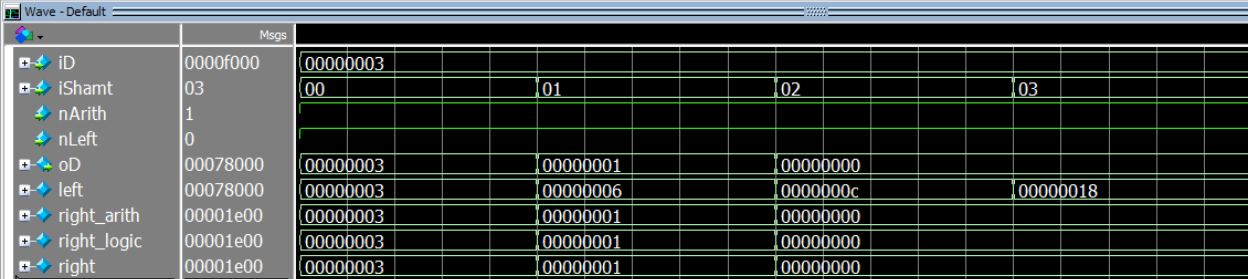 Wave - Default
Msgs
iD 0000f000 00000003
iShamt 03 00 01 02 03
nArith 1
nLeft 0
oD 00078000 00000003 00000001 00000000
left 00078000 00000003 00000006 0000000c 00000018
right_arith 00001e00 00000003 00000001 00000000
right_logic 00001e00 00000003 00000001 00000000
right 00001e00 00000003 00000001 00000000